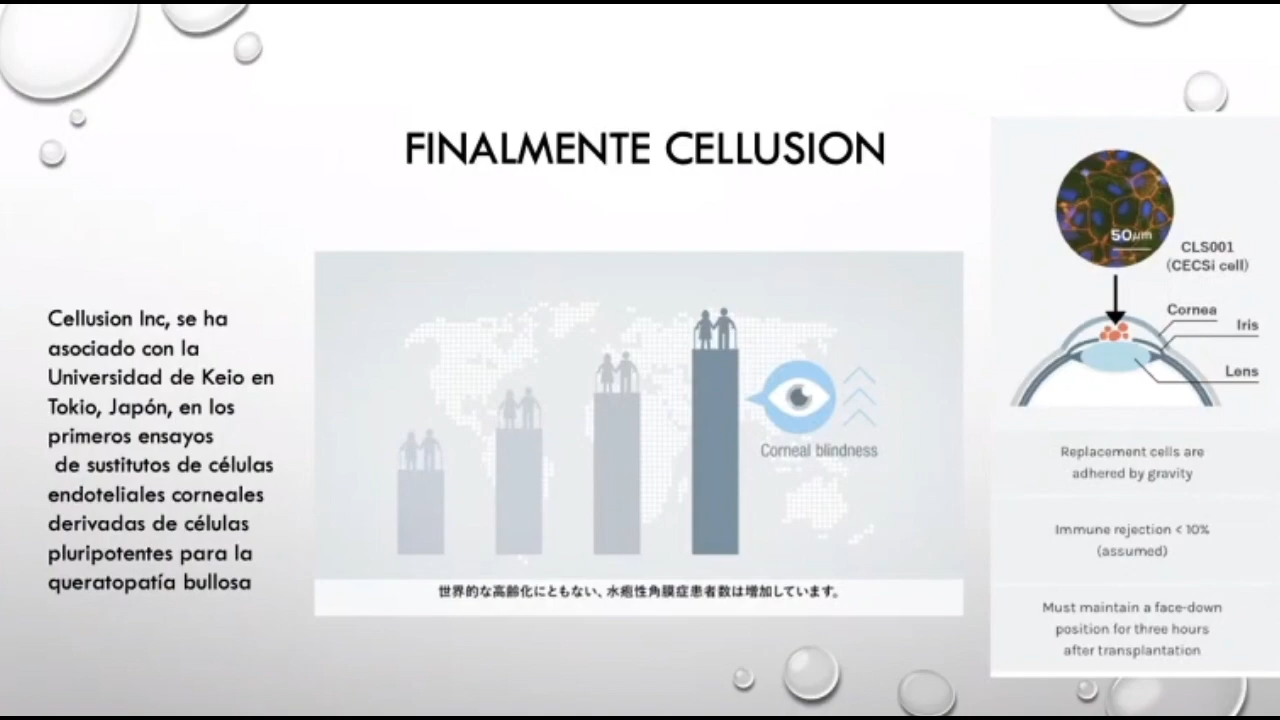 FINALMENTE CELLUSION
Cellusion Inc, se ha
asociado con la
Universidad de Keio en
Tokio, Japón, en los
primeros ensayos
de sustitutos de células
endoteliales corneales
derivadas de células
pluripotentes para la
queratopatía bullosa
Corneal blindness
世界的な高齢化にともない、水疱性角膜症患者数は増加しています。
50μm
CLS001
(CECSi cell)
Cornea
Iris
Lens
Replacement cells are
adhered by gravity
Immune rejection < 10%
(assumed)
Must maintain a face-down
position for three hours
after transplantation